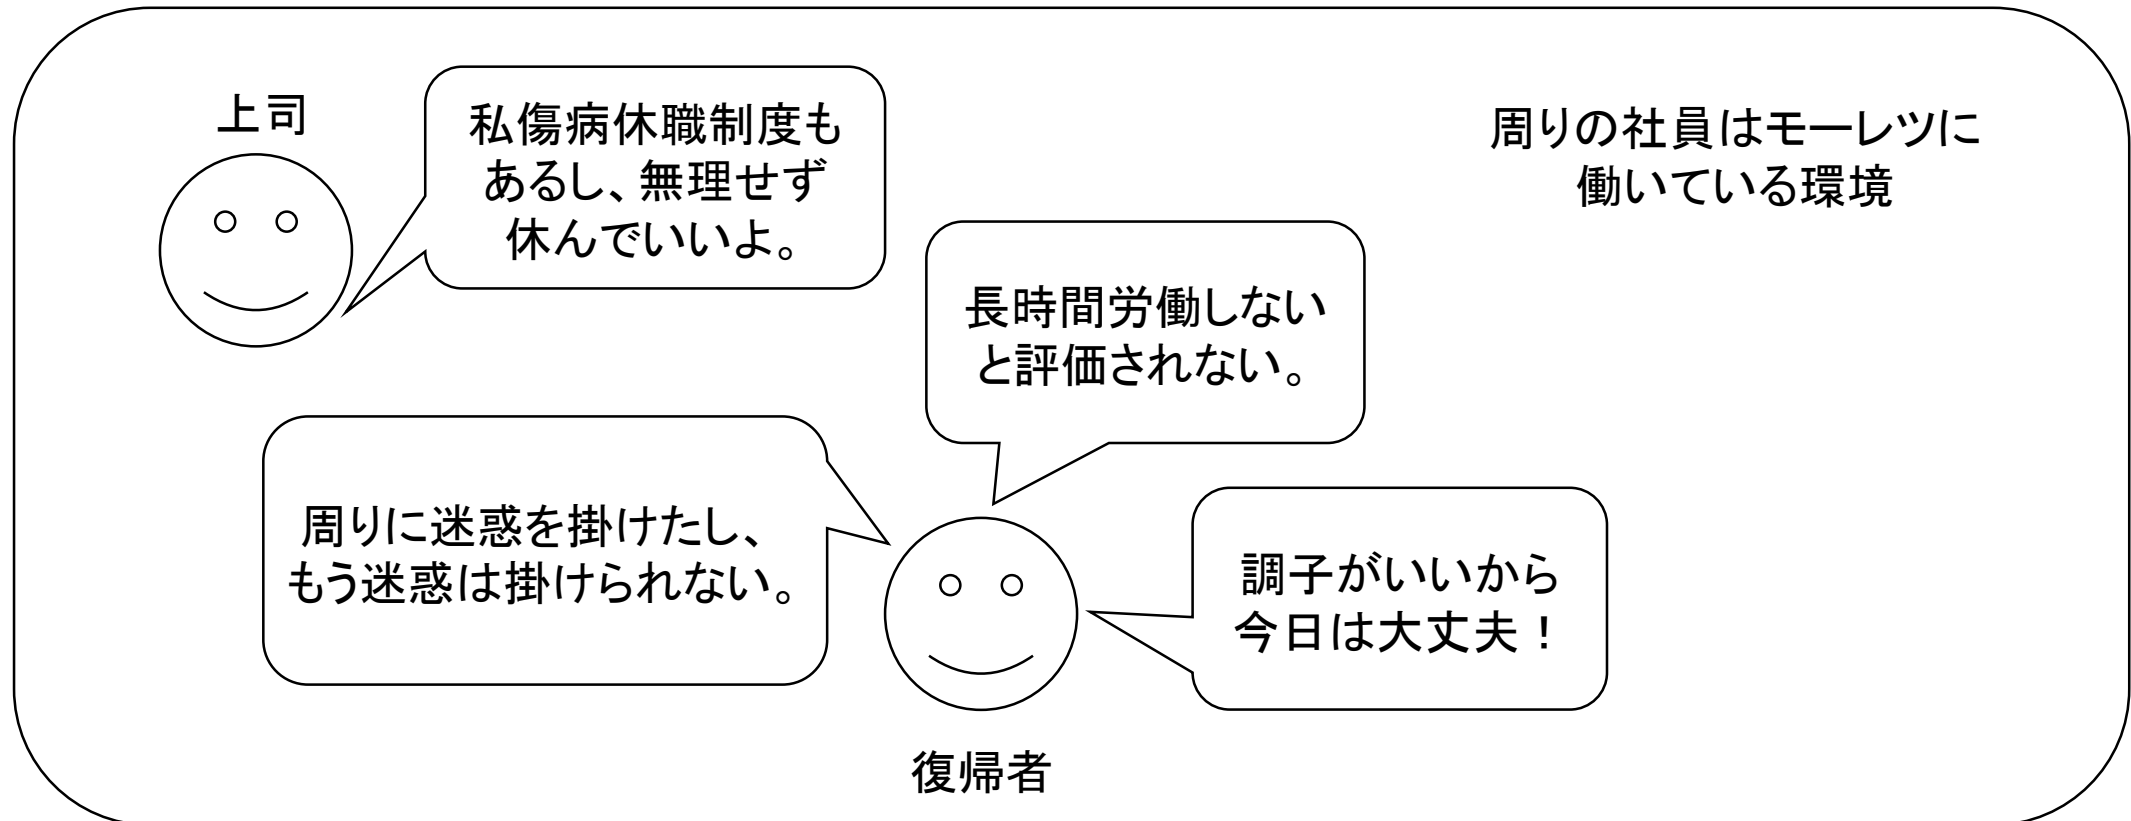 上司
私傷病休職制度も
あるし、無理せず
休んでいいよ。
周りの社員はモーレツに
働いている環境
長時間労働しない
と評価されない。
周りに迷惑を掛けたし、
もう迷惑は掛けられない。
調子がいいから
今日は大丈夫！
復帰者